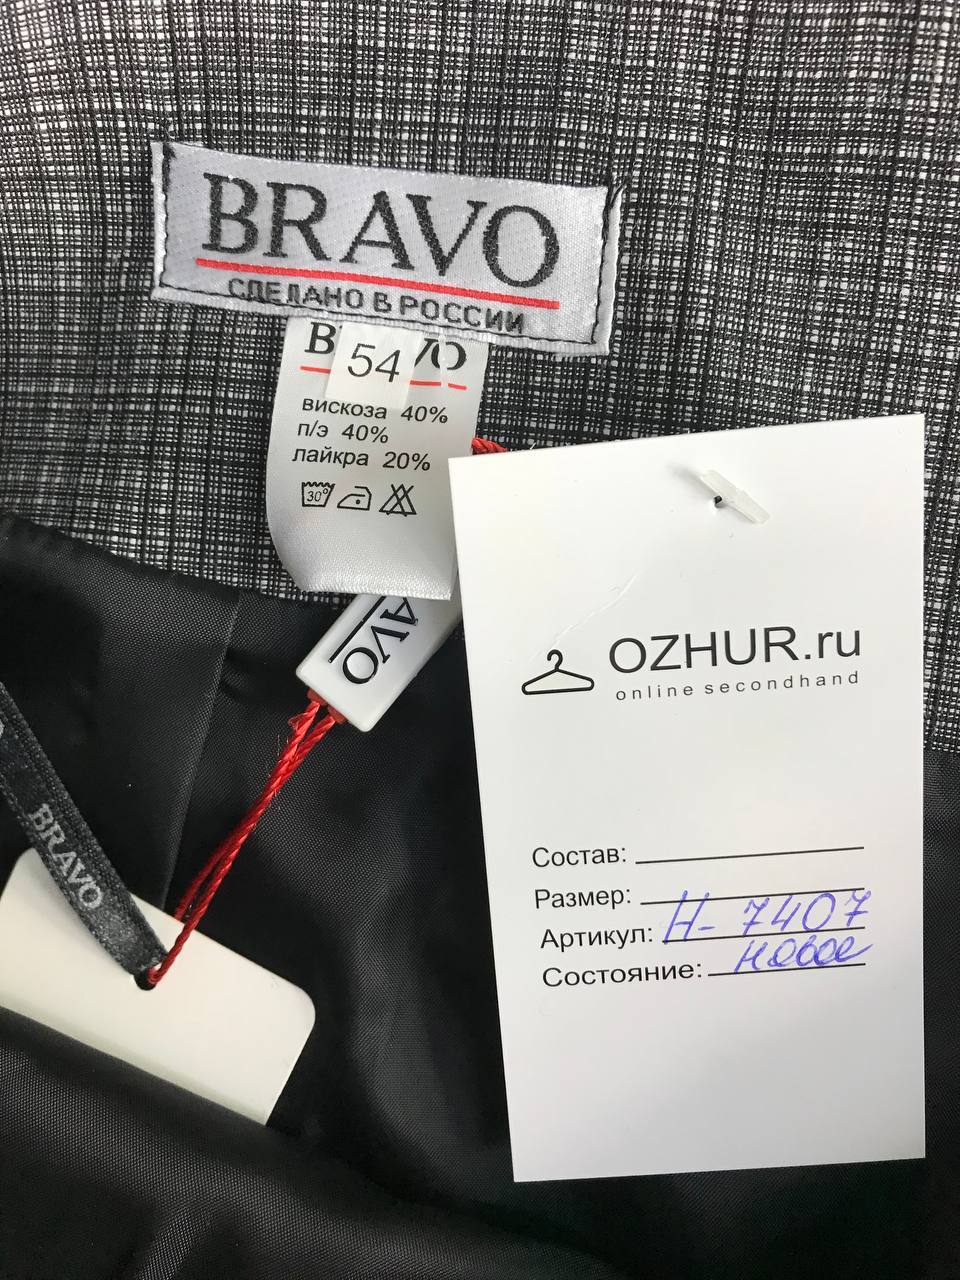 BRAVO
СДЕЛАНО В РОССИИ
54
вискоза 40%
п/э 40%
лайкра 20%
30°
BRAVO
OZHUR.ru
online secondhand
Состав:
Размер:
Артикул: Н-7407
Состояние: новое